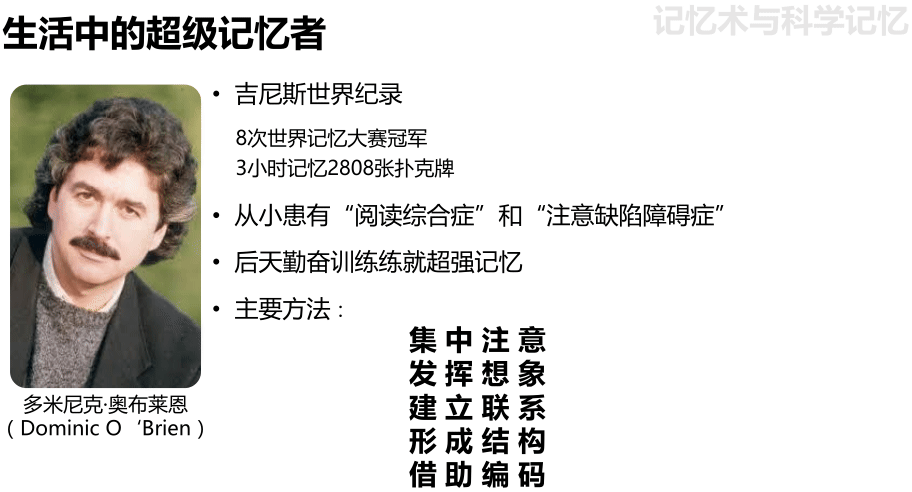 记忆术与科学记忆
生活中的超级记忆者
• 吉尼斯世界纪录
8次世界记忆大赛冠军
3小时记忆2808张扑克牌
• 从小患有“阅读综合症”和“注意缺陷障碍症”
• 后天勤奋训练练就超强记忆
• 主要方法：
集中注意
发挥想象
建立联系
形成结构
借助编码
多米尼克·奥布莱恩
（Dominic O‘Brien）